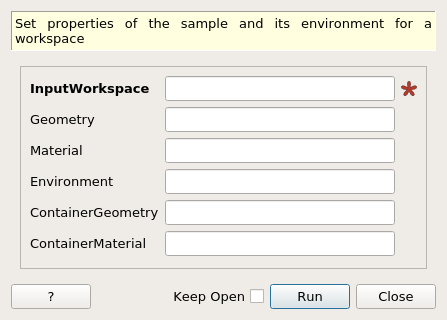 Set properties of the sample and its environment for a
workspace
InputWorkspace
Geometry
Material
Environment
ContainerGeometry
ContainerMaterial
? Keep Open Run Close